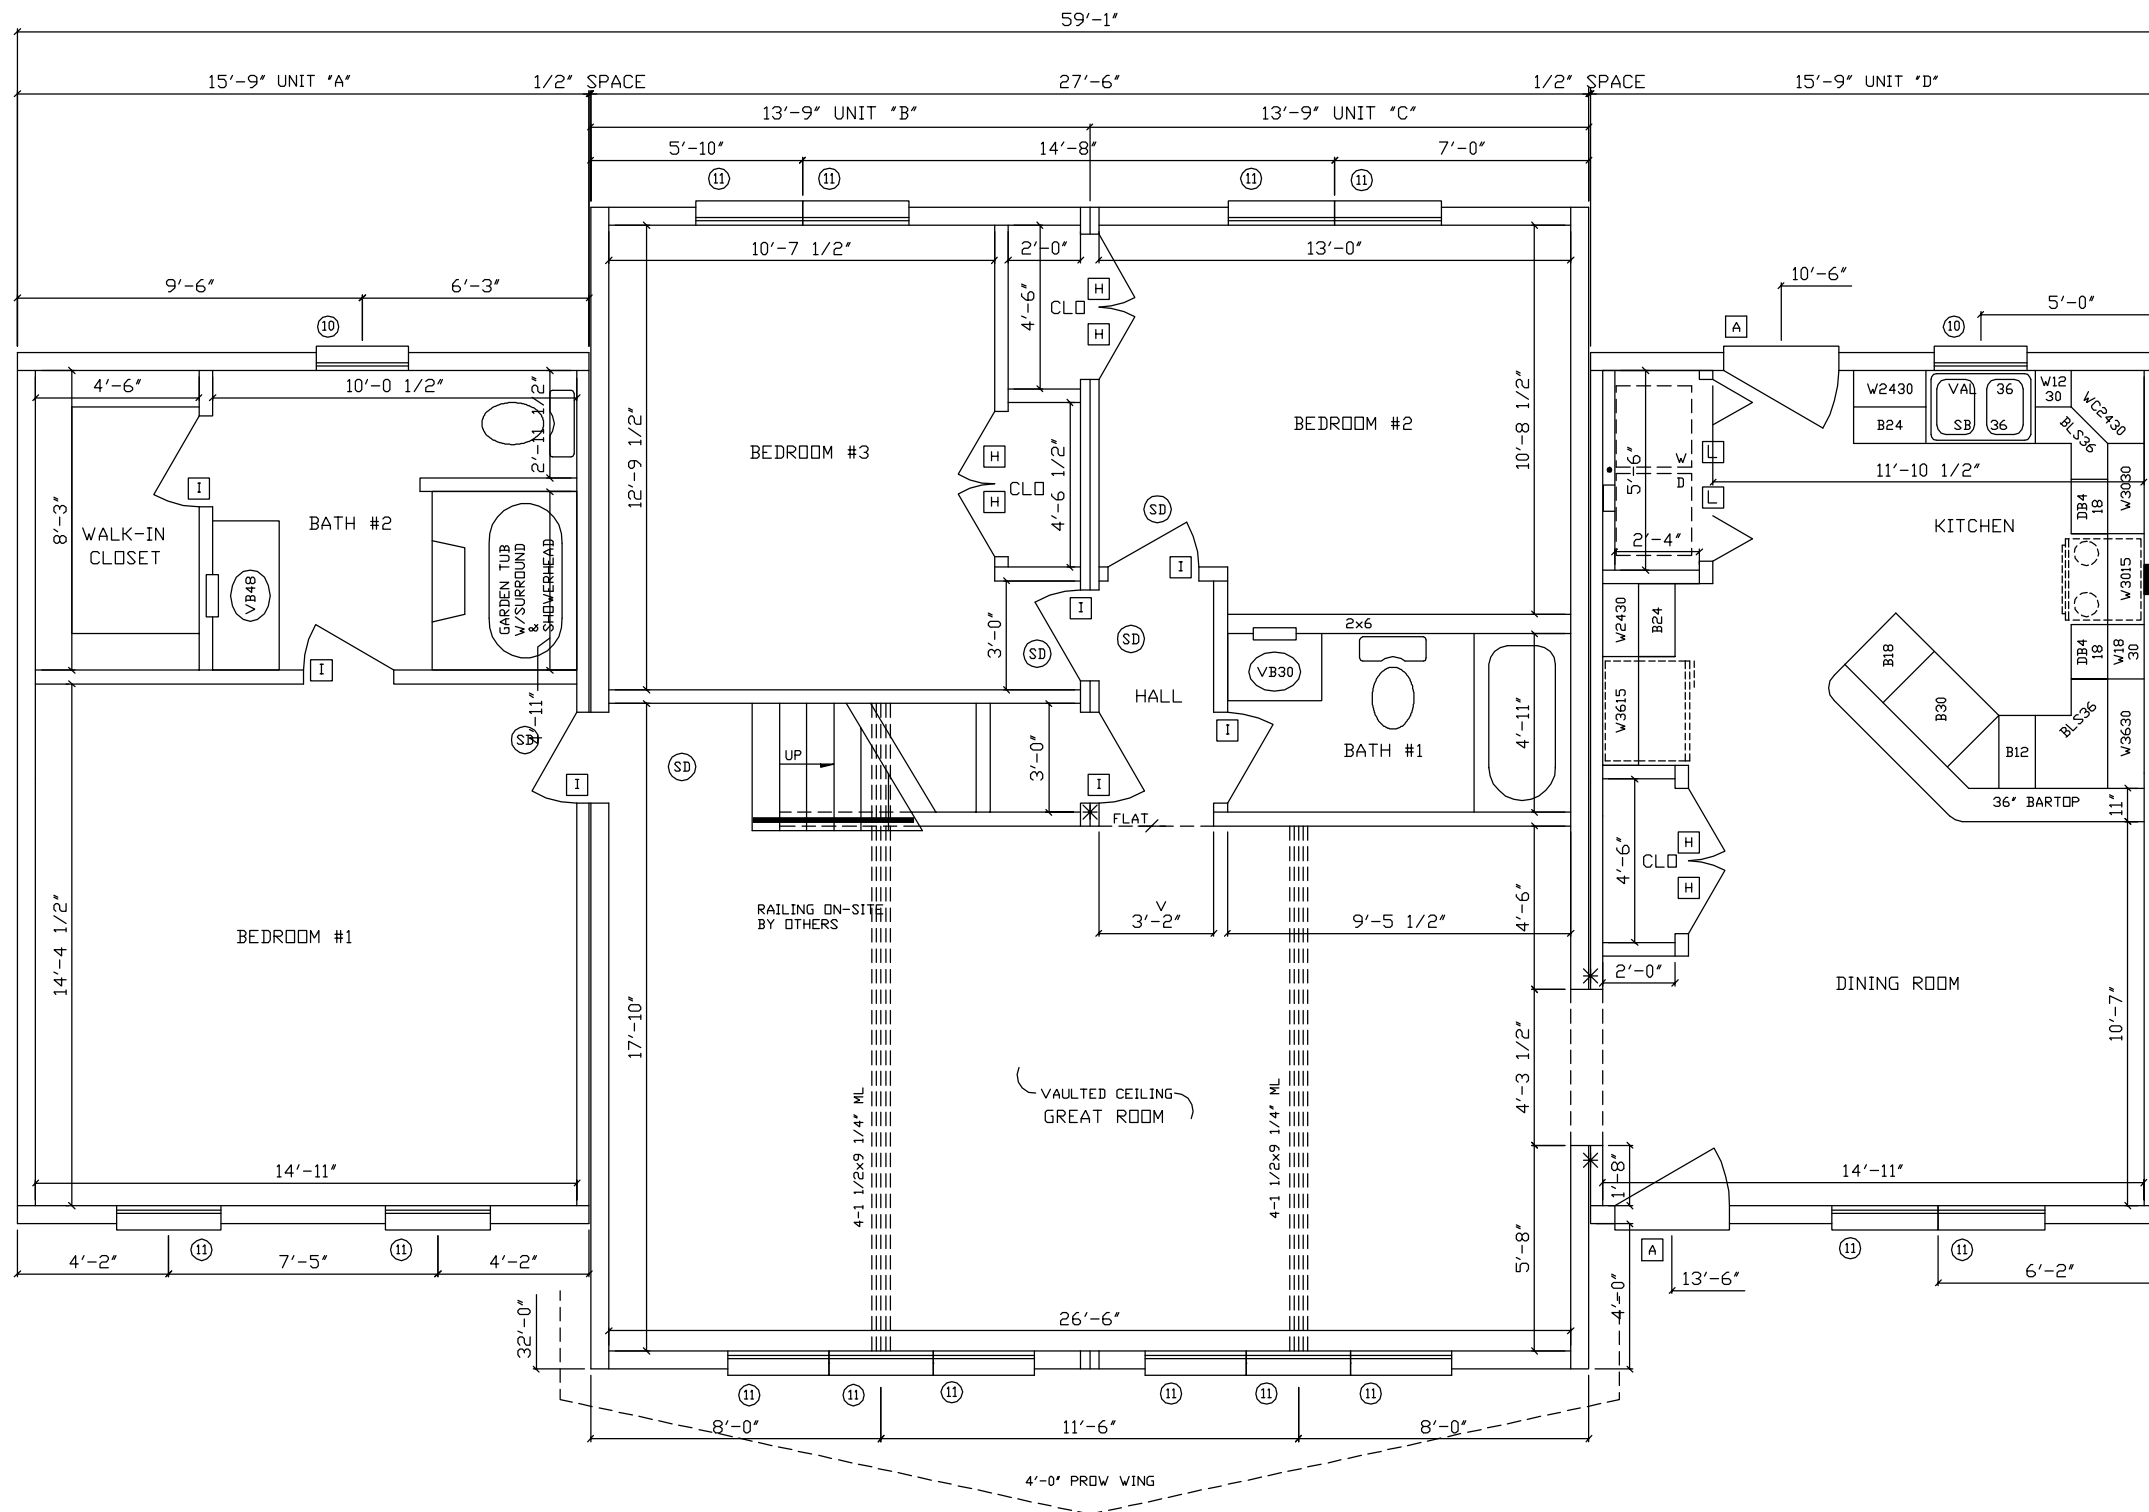 59'-1"
15'-9" UNIT "A"
1/2" SPACE
27'-6"
1/2" SPACE
15'-9" UNIT "D"
13'-9" UNIT "B"
13'-9" UNIT "C"
5'-10"
14'-8"
7'-0"
11
11
11
11
10'-7 1/2"
2'-0"
13'-0"
9'-6"
6'-3"
10'-6"
5'-0"
10
A
10
4'-6"
CLO
H
H
4'-6"
10'-0 1/2"
2'-11 1/2"
12'-9 1/2"
10'-8 1/2"
BEDROOM #3
BEDROOM #2
H
CLO
H
4'-6 1/2"
W2430
VAL 36
W12
30
WC2430
B24
SB 36
BLS36
W
D
5'-6"
L
L
11'-10 1/2"
2'-4"
KITCHEN
DB4
18
W3030
W3015
DB4
18
W18
30
BLS36
W3630
B18
B30
B12
36" BARTOP
11"
W2430
B24
W3615
8'-3"
WALK-IN
CLOSET
I
BATH #2
VB48
GARDEN TUB
W/SURROUND
&
SHOWERHEAD
I
4'-11"
SD
I
SD
SD
I
I
3'-0"
SD
SD
HALL
2x6
VB30
BATH #1
4'-11"
I
I
3'-0"
UP
FLAT
RAILING ON-SITE
BY OTHERS
V
3'-2"
9'-5 1/2"
4'-6"
4'-6"
CLO
H
H
2'-0"
DINING ROOM
10'-7"
BEDROOM #1
14'-4 1/2"
17'-10"
4'-3 1/2"
4-1 1/2x9 1/4" ML
VAULTED CEILING
GREAT ROOM
4-1 1/2x9 1/4" ML
14'-11"
1'-8"
14'-11"
5'-8"
11
11
A
11
11
4'-2"
7'-5"
4'-2"
13'-6"
6'-2"
32'-0"
26'-6"
4'-0"
11
11
11
11
11
11
8'-0"
11'-6"
8'-0"
4'-0" PROW WING